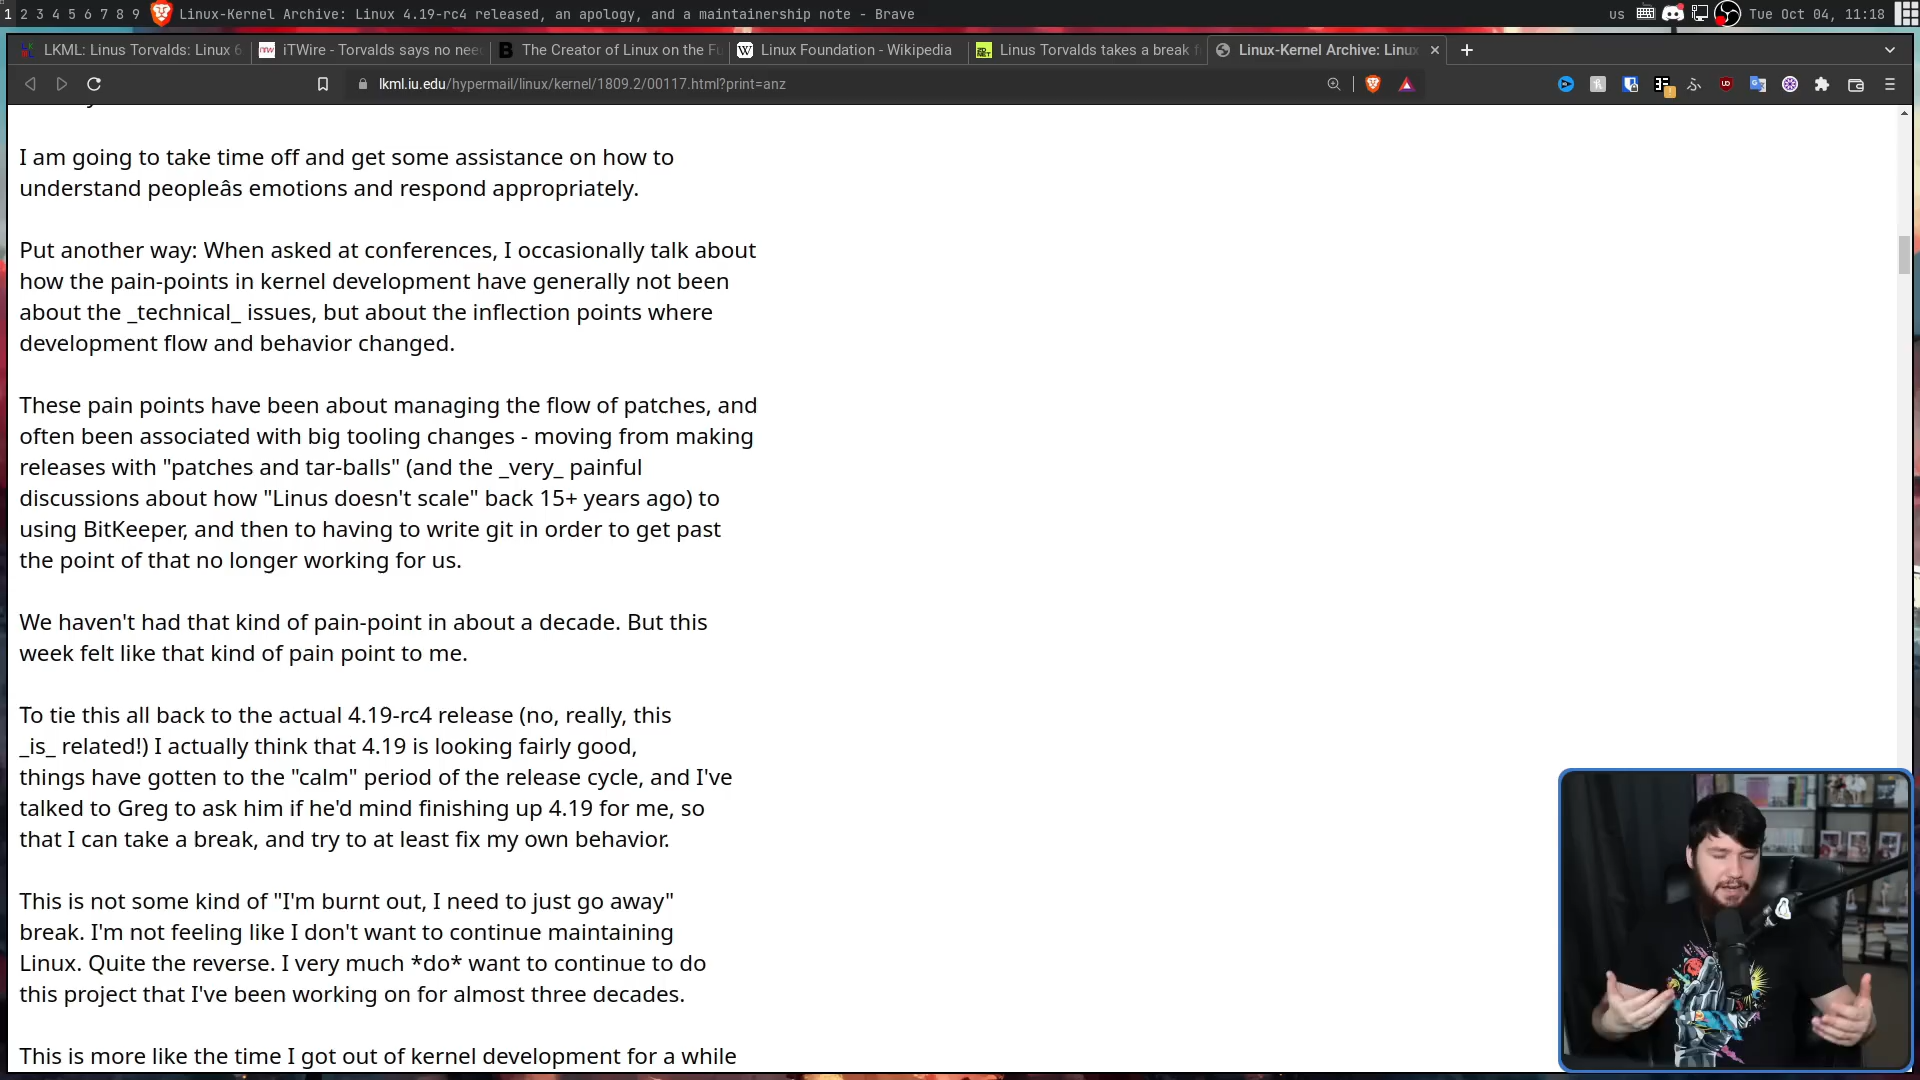 1 2 3 4 5 6 7 8 9 Linux-Kernel Archive: Linux 4.19-rc4 released, an apology, and a maintainership note - Brave
us Tue Oct 04, 11:18
LKML: Linus Torvalds: Linux 6
iTWire - Torvalds says no nee
The Creator of Linux on the Fu
Linux Foundation - Wikipedia
Linus Torvalds takes a break f
Linux-Kernel Archive: Linux
lkml.iu.edu/hypermail/linux/kernel/1809.2/00117.html?print=anz
I am going to take time off and get some assistance on how to
understand peopleâs emotions and respond appropriately.
Put another way: When asked at conferences, I occasionally talk about
how the pain-points in kernel development have generally not been
about the _technical_ issues, but about the inflection points where
development flow and behavior changed.
These pain points have been about managing the flow of patches, and
often been associated with big tooling changes - moving from making
releases with "patches and tar-balls" (and the _very_ painful
discussions about how "Linus doesn't scale" back 15+ years ago) to
using BitKeeper, and then to having to write git in order to get past
the point of that no longer working for us.
We haven't had that kind of pain-point in about a decade. But this
week felt like that kind of pain point to me.
To tie this all back to the actual 4.19-rc4 release (no, really, this
_is_ related!) I actually think that 4.19 is looking fairly good,
things have gotten to the "calm" period of the release cycle, and I've
talked to Greg to ask him if he'd mind finishing up 4.19 for me, so
that I can take a break, and try to at least fix my own behavior.
This is not some kind of "I'm burnt out, I need to just go away"
break. I'm not feeling like I don't want to continue maintaining
Linux. Quite the reverse. I very much *do* want to continue to do
this project that I've been working on for almost three decades.
This is more like the time I got out of kernel development for a while